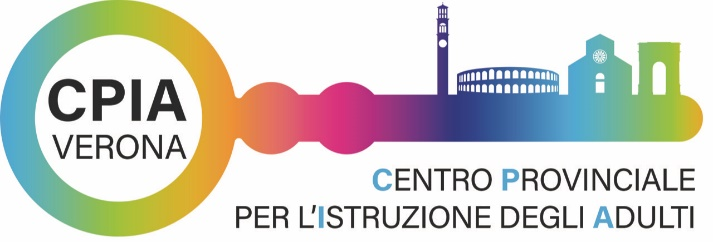 CPIA
VERONA
CENTRO PROVINCIALE
PER L'ISTRUZIONE DEGLI ADULTI